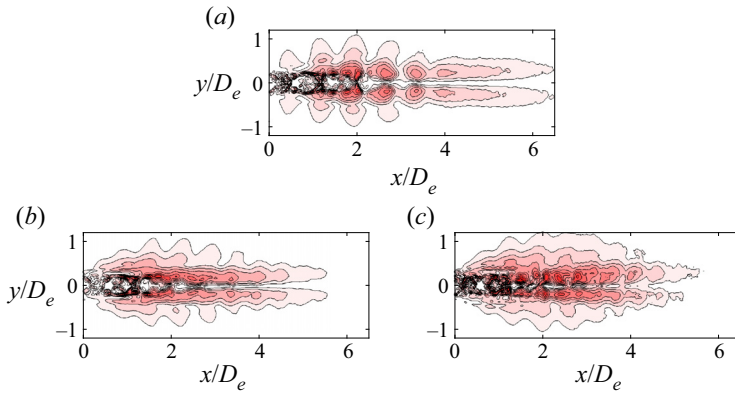 (a)
1
y/D_e 0
–1
0 2 4 6
x/D_e
(b) (c)
1 1
y/D_e 0 0
–1 –1
0 2 4 6 0 2 4 6
x/D_e x/D_e